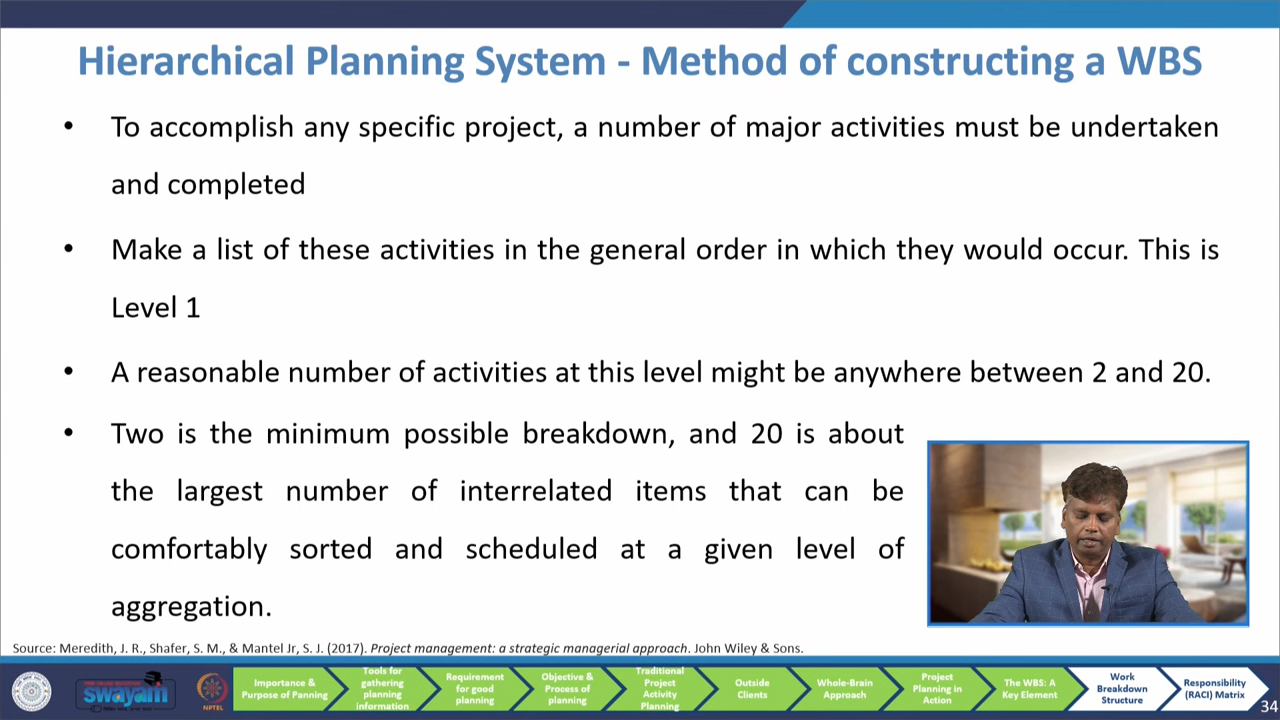 Hierarchical Planning System - Method of constructing a WBS
• To accomplish any specific project, a number of major activities must be undertaken
and completed
• Make a list of these activities in the general order in which they would occur. This is
Level 1
• A reasonable number of activities at this level might be anywhere between 2 and 20.
• Two is the minimum possible breakdown, and 20 is about
the largest number of interrelated items that can be
comfortably sorted and scheduled at a given level of
aggregation.
Source: Meredith, J. R., Shafer, S. M., & Mantel Jr, S. J. (2017). Project management: a strategic managerial approach. John Wiley & Sons.
swayam
NPTEL
Importance &
Purpose of Panning
Tools for
gathering
planning
information
Requirement
for good
planning
Objective &
Process of
planning
Traditional
Project
Activity
Planning
Outside
Clients
Whole-Brain
Approach
Project
Planning in
Action
The WBS: A
Key Element
Work
Breakdown
Structure
Responsibility
(RACI) Matrix
34